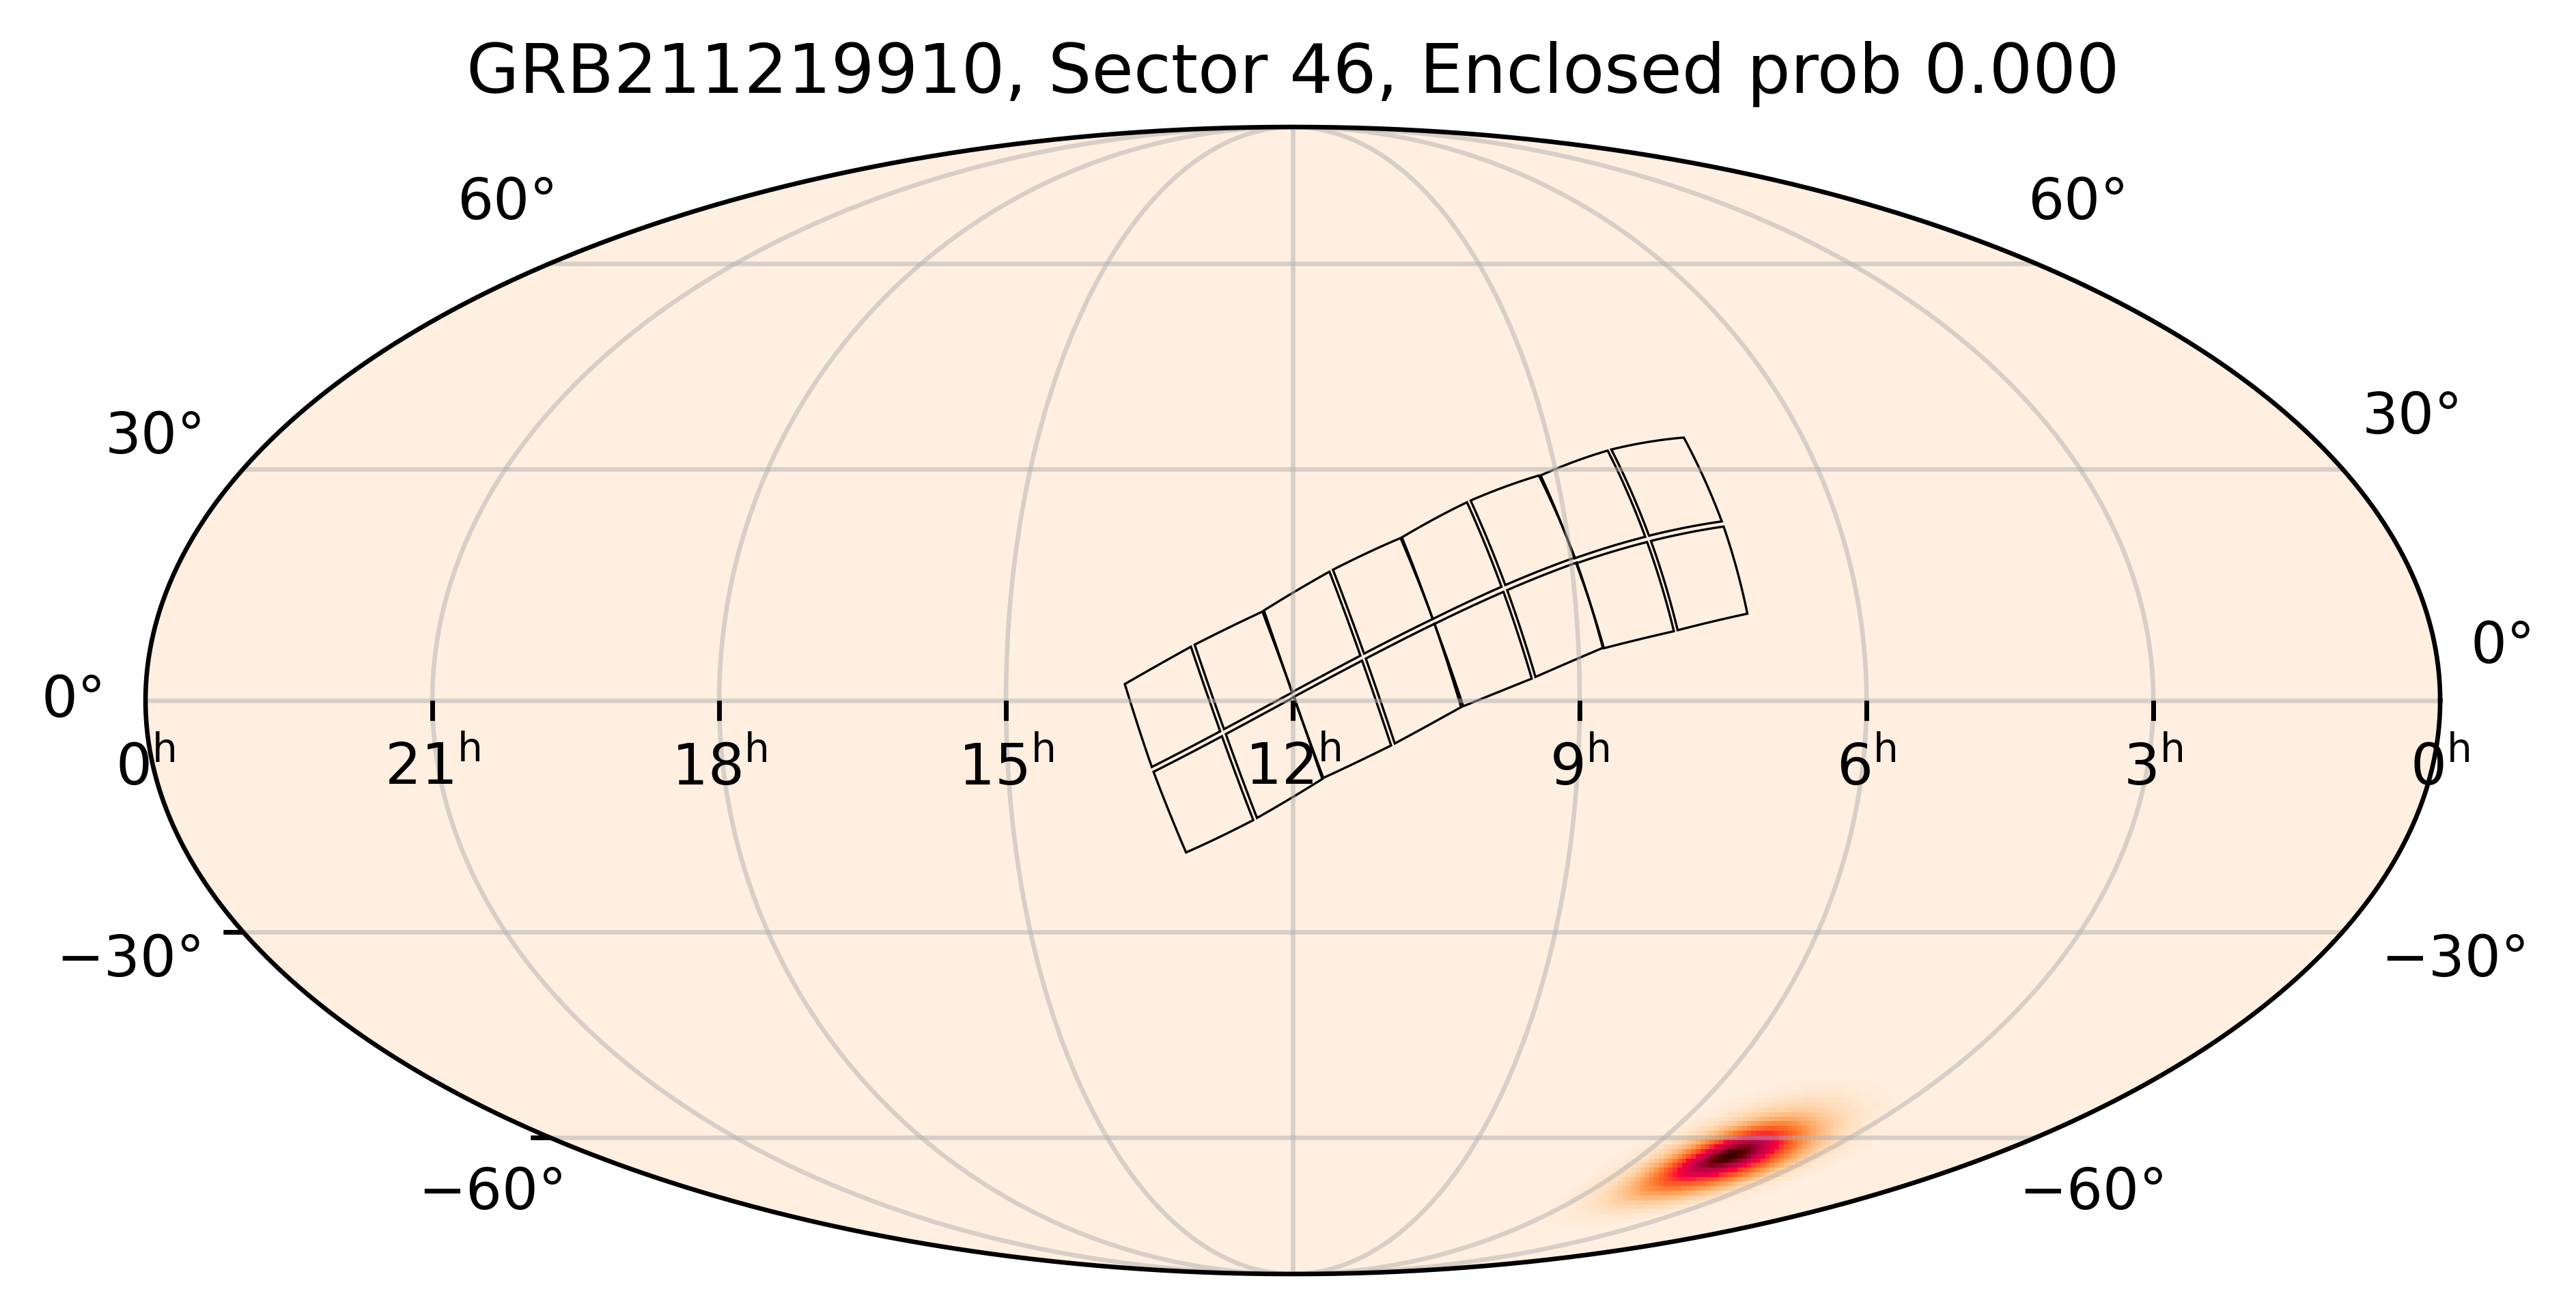 GRB211219910, Sector 46, Enclosed prob 0.000
60° 60°
30° 30°
0° 0°
0h 21h 18h 15h 12h 9h 6h 3h 0h
−30° −30°
−60° −60°